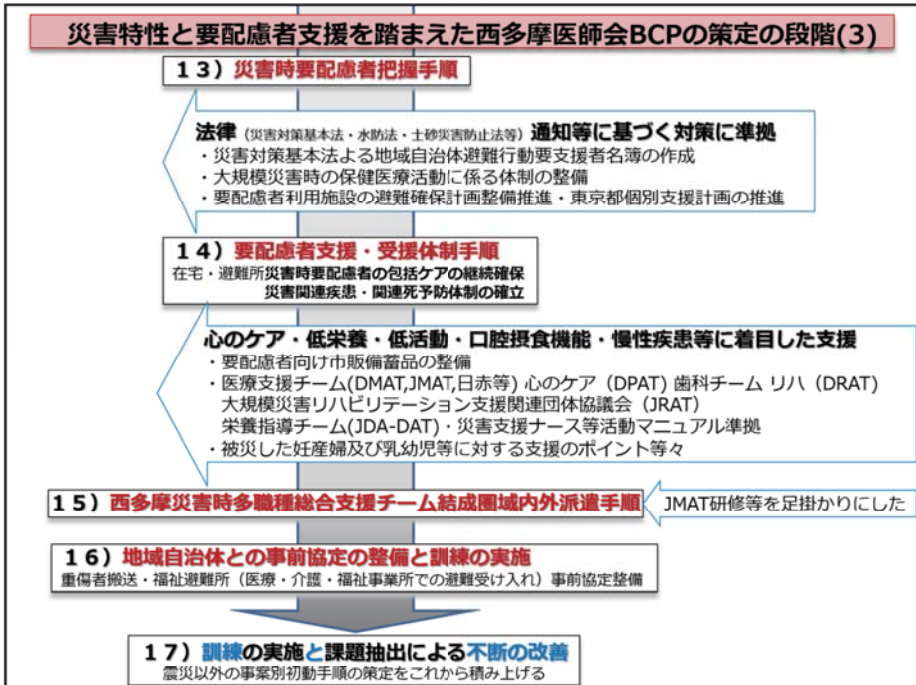 災害特性と要配慮者支援を踏まえた西多摩医師会BCPの策定の段階(3)
13）災害時要配慮者把握手順
法律（災害対策基本法・水防法・土砂災害防止法等）通知等に基づく対策に準拠
・災害対策基本法よる地域自治体避難行動要支援者名簿の作成
・大規模災害時の保健医療活動に係る体制の整備
・要配慮者利用施設の避難確保計画整備推進・東京都個別支援計画の推進
14）要配慮者支援・受援体制手順
在宅・避難所災害時要配慮者の包括ケアの継続確保
災害関連疾患・関連死予防体制の確立
心のケア・低栄養・低活動・口腔摂食機能・慢性疾患等に着目した支援
・要配慮者向け市販備蓄品の整備
・医療支援チーム(DMAT,JMAT,日赤等) 心のケア（DPAT) 歯科チーム リハ（DRAT）
大規模災害リハビリテーション支援関連団体協議会（JRAT）
栄養指導チーム(JDA-DAT)・災害支援ナース等活動マニュアル準拠
・被災した妊産婦及び乳幼児等に対する支援のポイント等々
15）西多摩災害時多職種総合支援チーム結成圏域内外派遣手順
JMAT研修等を足掛かりにした
16）地域自治体との事前協定の整備と訓練の実施
重傷者搬送・福祉避難所（医療・介護・福祉事業所での避難受け入れ）事前協定整備
17）訓練の実施と課題抽出による不断の改善
震災以外の事案別初動手順の策定をこれから積み上げる